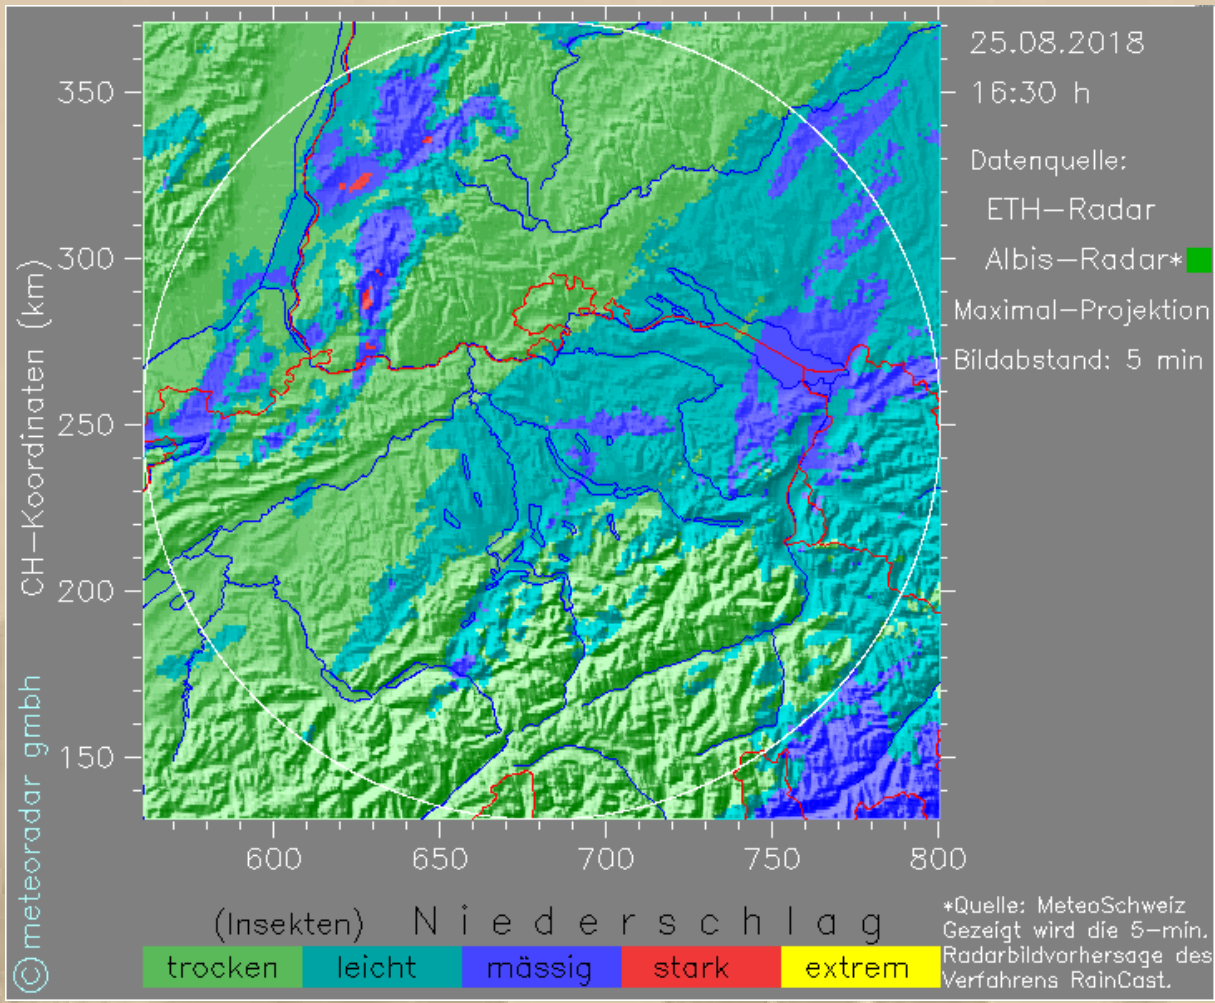 25.08.2018
16:30 h
Datenquelle:
ETH-Radar
Albis-Radar*
Maximal-Projektion
Bildabstand: 5 min
CH-Koordinaten (km)
350
300
250
200
150
600 650 700 750 800
© meteoradar gmbh
(Insekten) Niederschlag
trocken leicht mässig stark extrem
*Quelle: MeteoSchweiz
Gezeigt wird die 5-min.
Radarbildvorhersage des
Verfahrens RainCast.